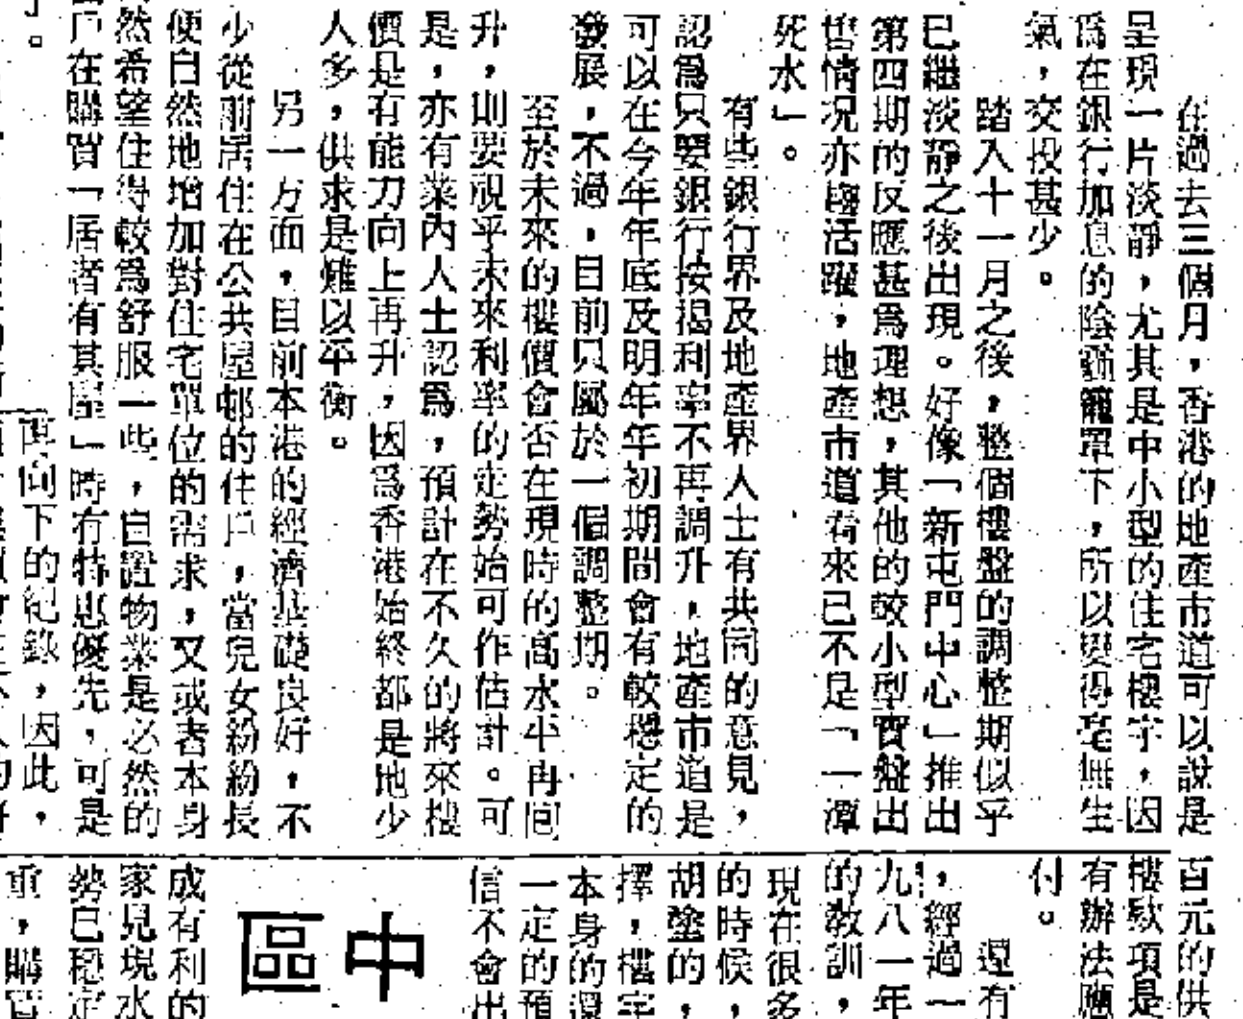 在過去三個月，香港的地產市道可以說是
呈現一片淡靜，尤其是中小型的住宅樓宇，因
爲在銀行加息的陰霾籠罩下，所以變得毫無生
氣，交投甚少。
踏入十一月之後，整個樓盤的調整期似乎
已繼淡靜之後出現。好像「新屯門中心」推出
第四期的反應甚爲理想，其他的較小型賣盤出
售情况亦趨活躍，地產市道看來已不是「一潭
死水」。
有些銀行界及地產界人士有共同的意見，
認爲只要銀行按揭利率不再調升，地產市道是
可以在今年年底及明年年初期間會有較穩定的
發展，不過，目前只屬於一個調整期。
至於未來的樓價會否在現時的高水平再回
升，則要視乎未來利率的走勢始可作估計。可
是，亦有業內人士認爲，預計在不久的將來樓
價是有能力向上再升，因爲香港始終都是地少
人多，供求是難以平衡。
另一方面，目前本港的經濟基礎良好，不
少從前居住在公共屋邨的住戶，當兒女紛紛長
便自然地增加對住宅單位的需求，又或者本身
然希望住得較爲舒服一些，自置物業是必然的
戶在購買「居者有其屋」時有特惠優先，可是
再向下的紀錄，因此，
百元的供
樓欵項是
有辦法應
付。
還有
，經過一
九八一年
的敎訓，
現在很多
的時候，
胡塗的，
擇，樓宇
本身的還
一定的預
信不會出
中區
成有利的
家見塊水
勢已穩定
重，購買